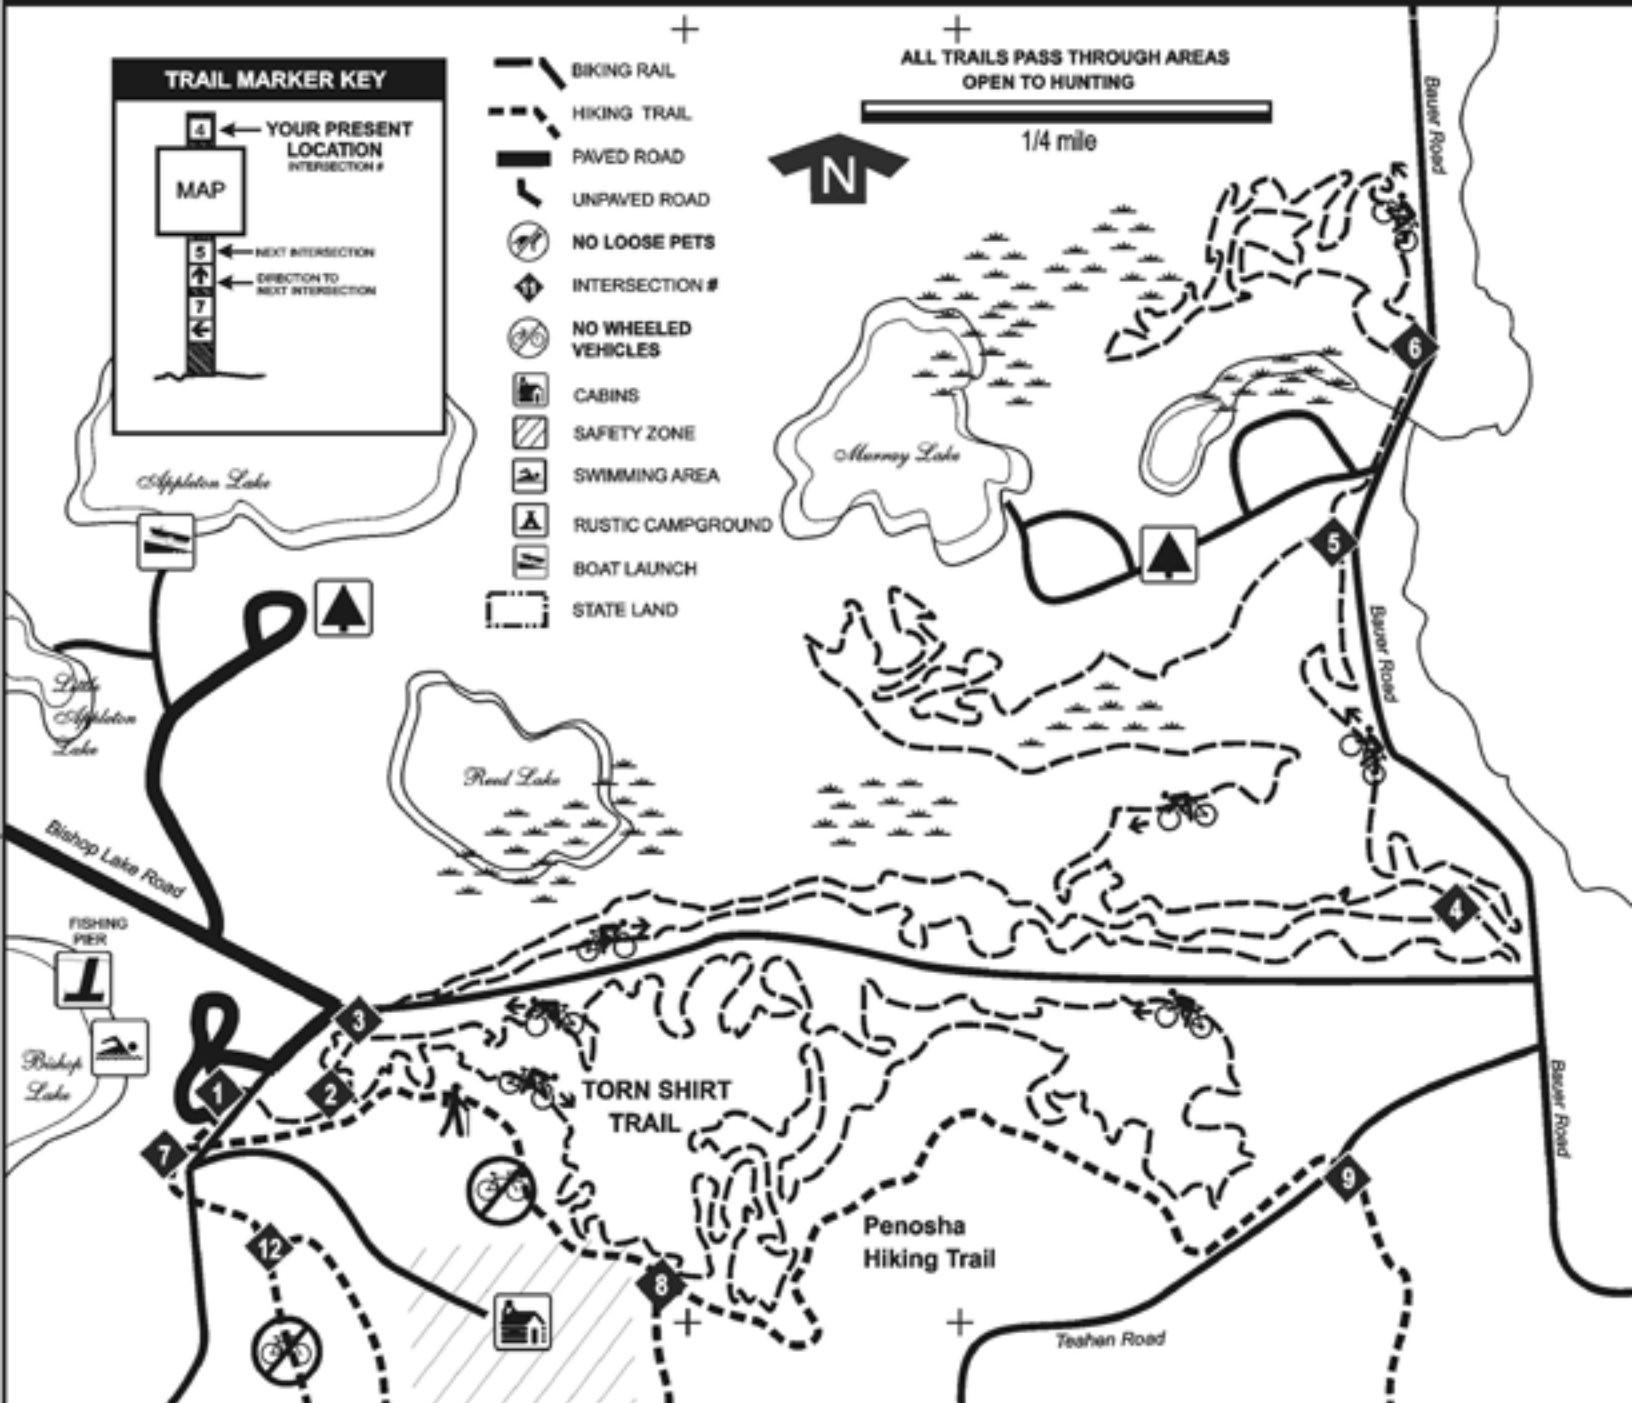 ALL TRAILS PASS THROUGH AREAS
OPEN TO HUNTING
1/4 mile
N
TRAIL MARKER KEY
4
YOUR PRESENT
LOCATION
INTERSECTION #
MAP
5
NEXT INTERSECTION
DIRECTION TO
NEXT INTERSECTION
7
BIKING RAIL
HIKING TRAIL
PAVED ROAD
UNPAVED ROAD
NO LOOSE PETS
11
INTERSECTION #
NO WHEELED
VEHICLES
CABINS
SAFETY ZONE
SWIMMING AREA
RUSTIC CAMPGROUND
BOAT LAUNCH
STATE LAND
Bauer Road
6
Appleton Lake
Murray Lake
5
Bauer Road
Little
Appleton
Lake
Reed Lake
Bishop Lake Road
4
FISHING
PIER
3
Bishop
Lake
1
2
TORN SHIRT
TRAIL
Bauer Road
7
9
12
Penosha
Hiking Trail
8
Teahen Road